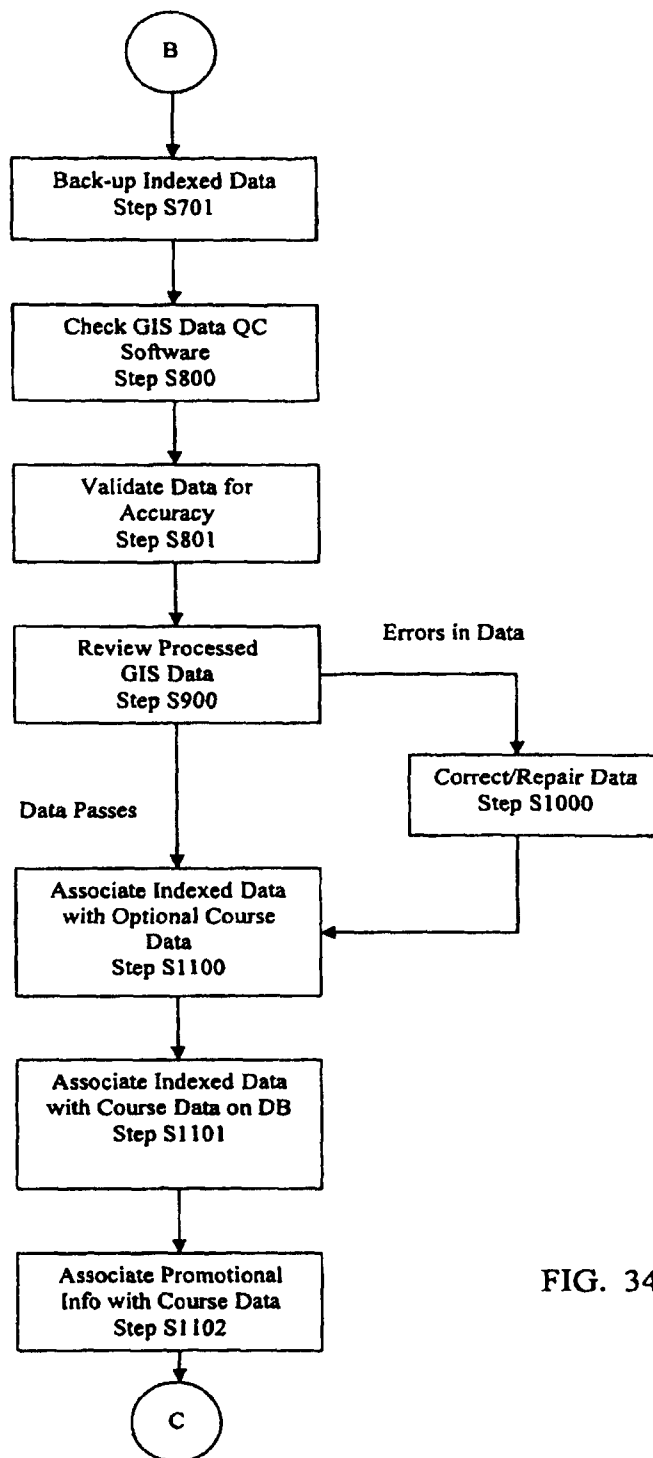 B
Back-up Indexed Data
Step S701
Check GIS Data QC
Software
Step S800
Validate Data for
Accuracy
Step S801
Review Processed
GIS Data
Step S900
Errors in Data
Correct/Repair Data
Step S1000
Data Passes
Associate Indexed Data
with Optional Course
Data
Step S1100
Associate Indexed Data
with Course Data on DB
Step S1101
Associate Promotional
Info with Course Data
Step S1102
FIG. 34
C